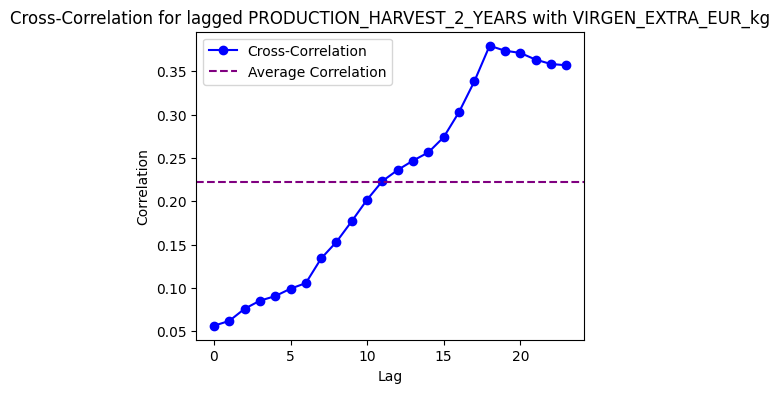 Cross-Correlation for lagged PRODUCTION_HARVEST_2_YEARS with VIRGEN_EXTRA_EUR_kg
Cross-Correlation
Average Correlation
Correlation
0.35
0.30
0.25
0.20
0.15
0.10
0.05
0 5 10 15 20
Lag